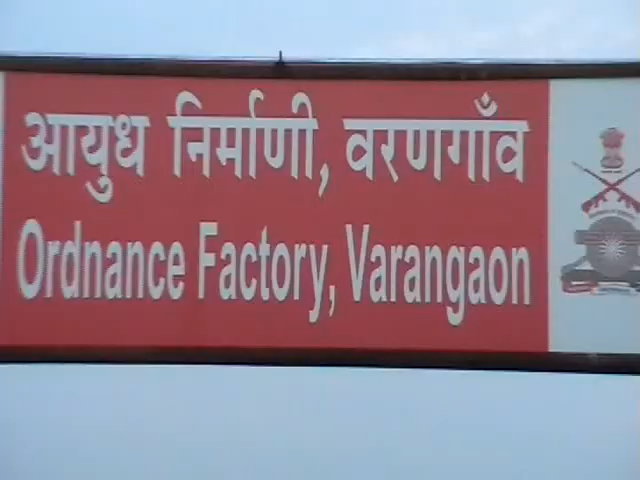 आयुध निर्माणी, वरणगाँव
Ordnance Factory, Varangaon